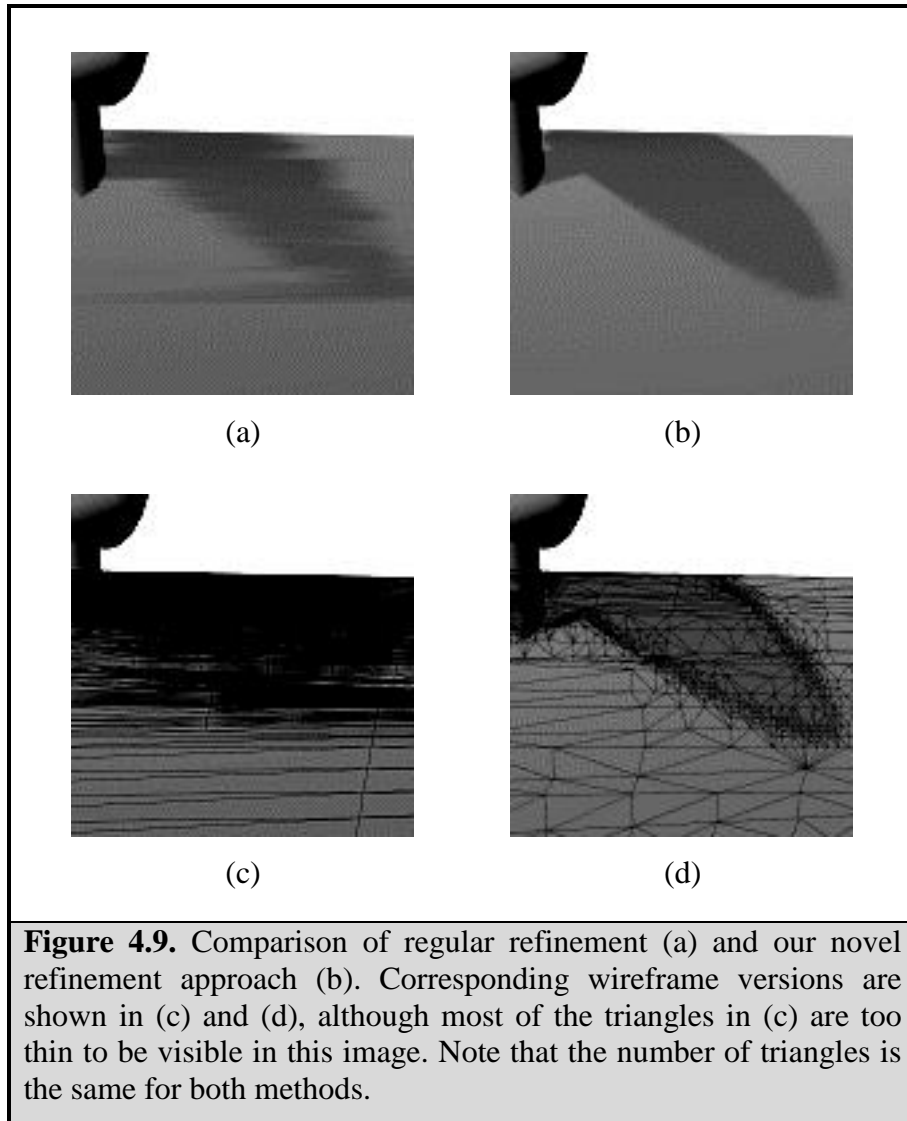 (a)
(b)
(c)
(d)
Figure 4.9. Comparison of regular refinement (a) and our novel
refinement approach (b). Corresponding wireframe versions are
shown in (c) and (d), although most of the triangles in (c) are too
thin to be visible in this image. Note that the number of triangles is
the same for both methods.